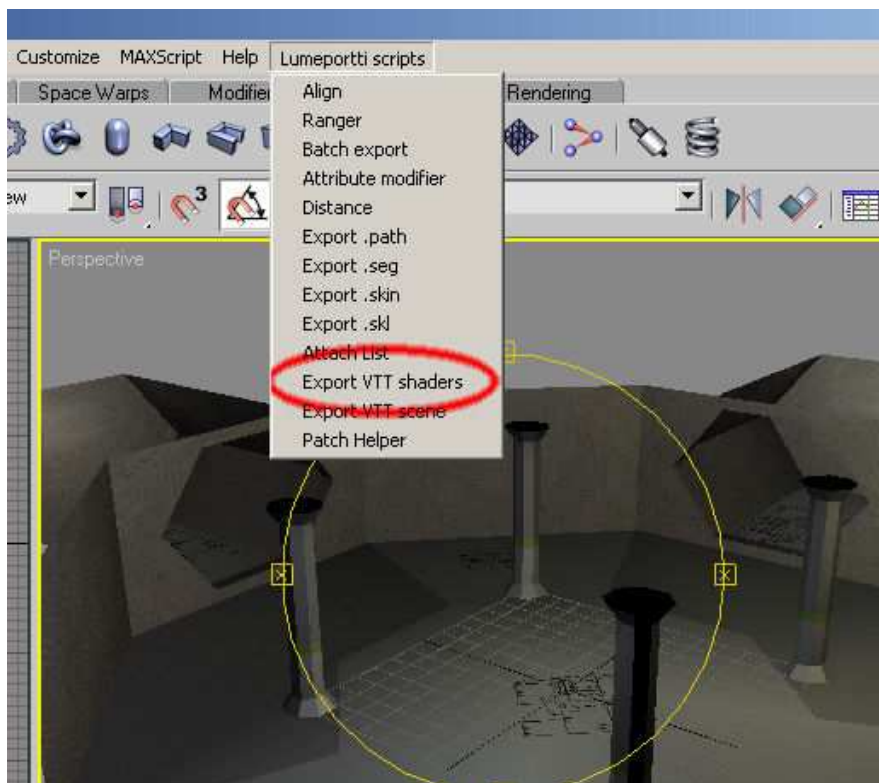 Customize MAXScript Help Lumeportti scripts
Space Warps Modifie Rendering
Align
Ranger
Batch export
Attribute modifier
Distance
Export .path
Export .seg
Export .skin
Export .skl
Attach List
Export VTT shaders
Export VTT scene
Patch Helper
ew
3
Perspective